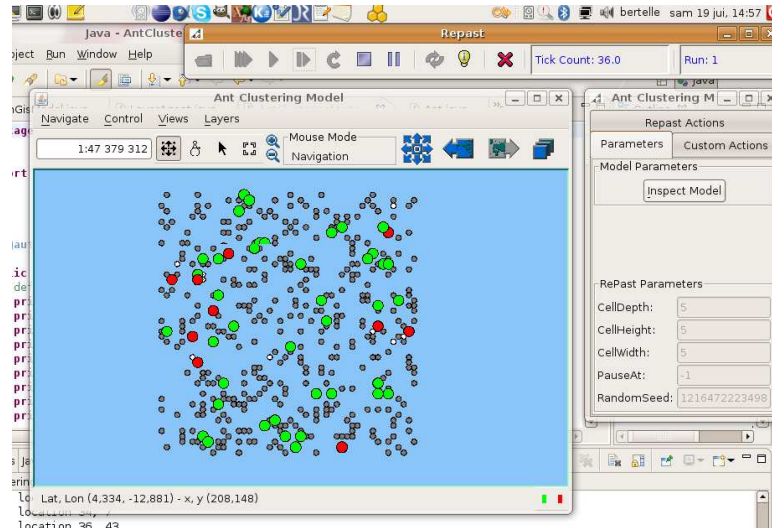 bertelle sam 19 jui, 14:57
Java - AntCluste
Repast
Run Window Help
Tick Count: 36.0
Run: 1
Java
Ant Clustering Model
Navigate Control Views Layers
1:47 379 312
Mouse Mode
Navigation
Ant Clustering M
Repast Actions
Parameters
Custom Actions
Model Parameters
Inspect Model
RePast Parameters
CellDepth: 5
CellHeight: 5
CellWidth: 5
PauseAt: -1
RandomSeed: 1216472223498
Lat, Lon (4,334, -12,881) - x, y (208,148)
location 36, 43